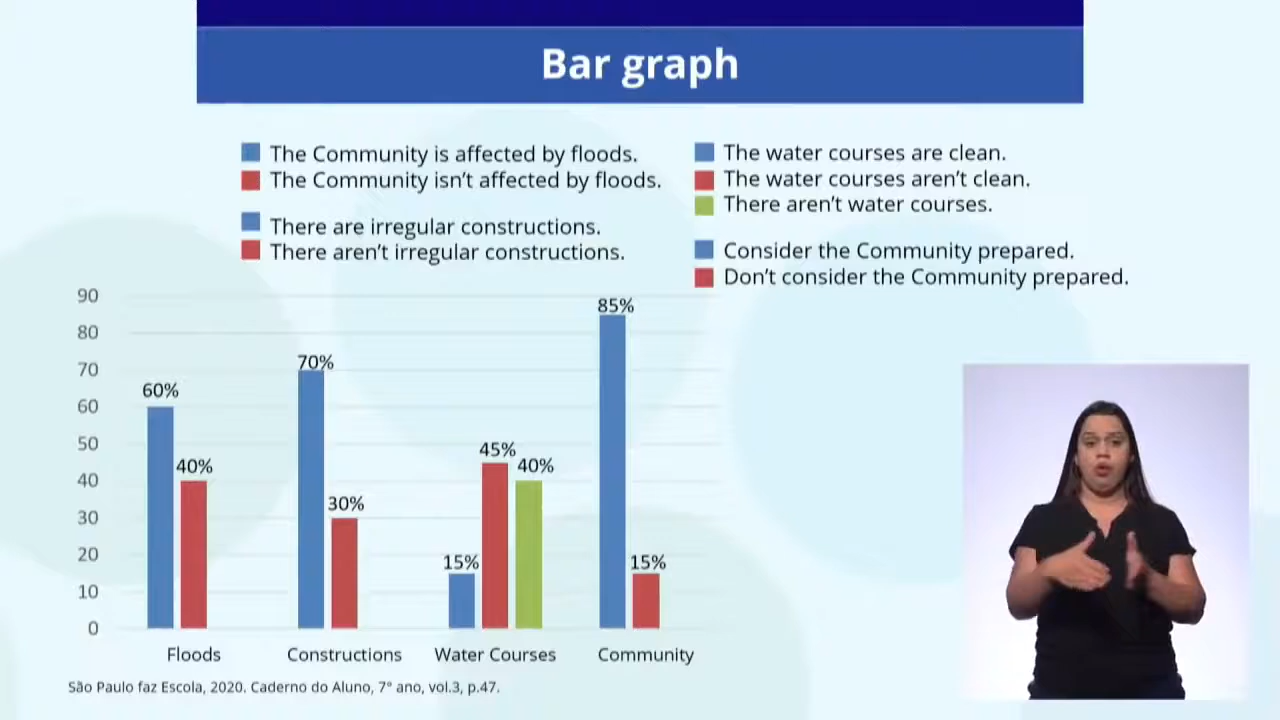 Bar graph
The Community is affected by floods.
The Community isn't affected by floods.
There are irregular constructions.
There aren't irregular constructions.
The water courses are clean.
The water courses aren't clean.
There aren't water courses.
Consider the Community prepared.
Don't consider the Community prepared.
90
80
70
60
50
40
30
20
10
0
60%
40%
70%
30%
15%
45%
40%
85%
15%
Floods
Constructions
Water Courses
Community
São Paulo faz Escola, 2020. Caderno do Aluno, 7° ano, vol.3, p.47.